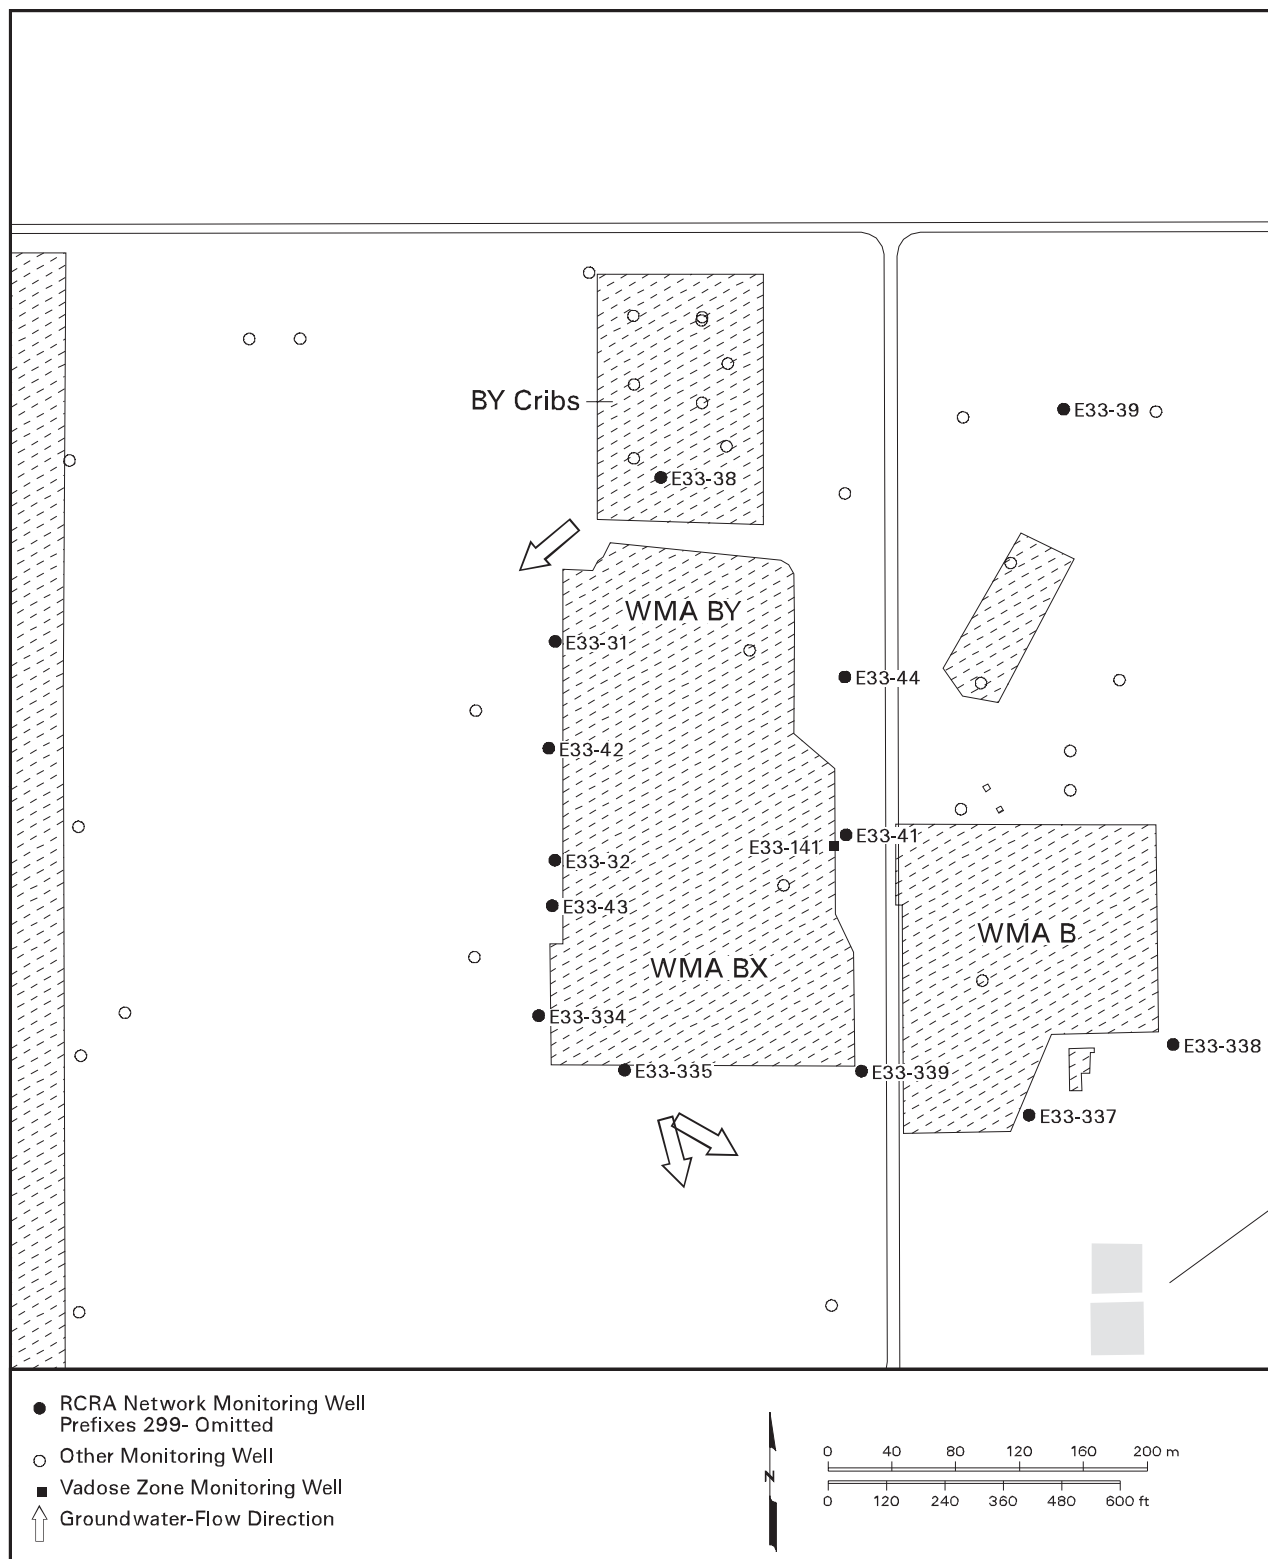 BY Cribs
E33-39
E33-38
WMA BY
E33-31
E33-44
E33-42
E33-41
E33-141
E33-32
E33-43
WMA B
WMA BX
E33-334
E33-338
E33-335
E33-339
E33-337
RCRA Network Monitoring Well
Prefixes 299- Omitted
Other Monitoring Well
Vadose Zone Monitoring Well
Groundwater-Flow Direction
N
0 40 80 120 160 200 m
0 120 240 360 480 600 ft